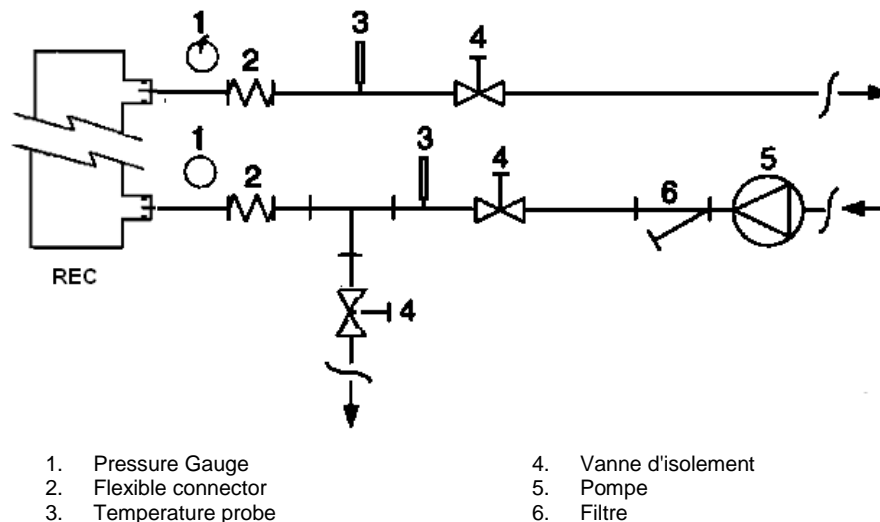 1
3
4
2
1
3
4
5
2
6
REC
4
1. Pressure Gauge
2. Flexible connector
3. Temperature probe
4. Vanne d'isolement
5. Pompe
6. Filtre